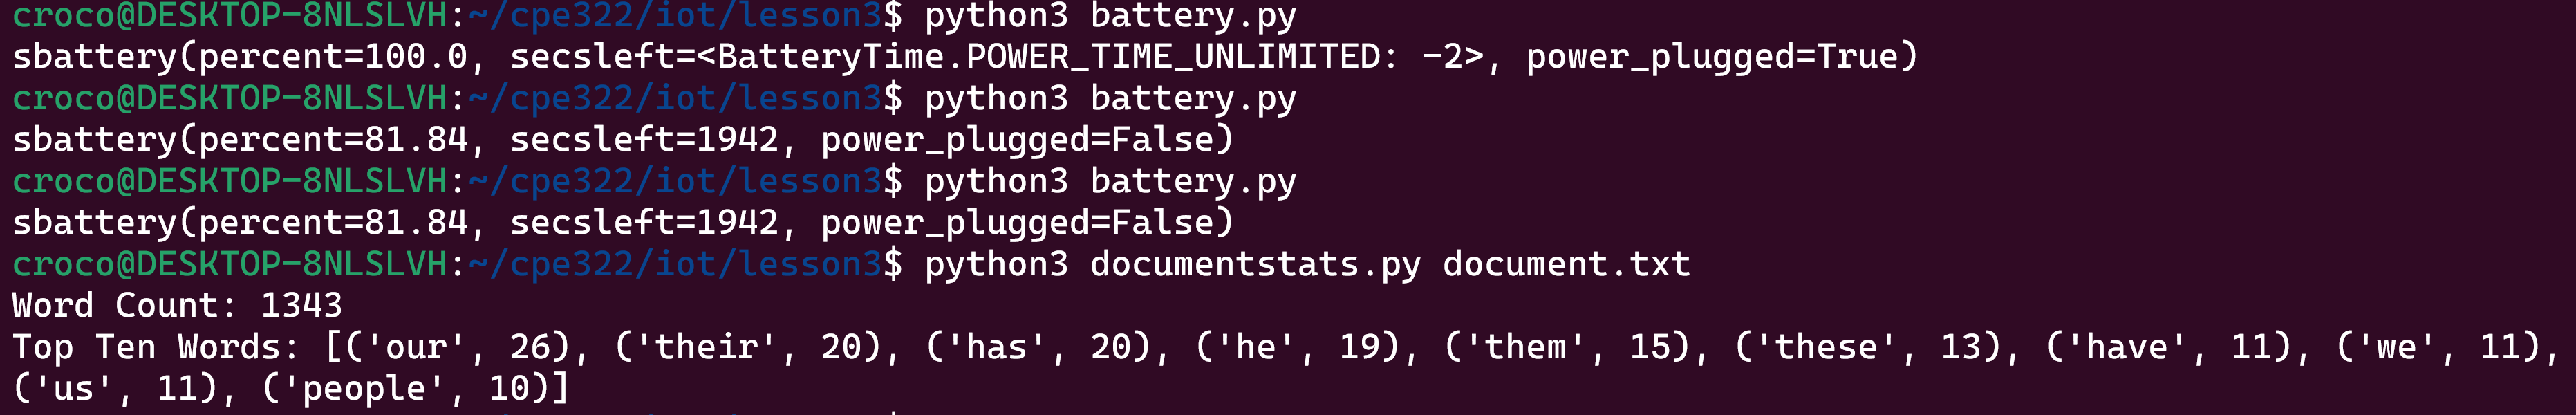 croco@DESKTOP-8NLSLVH:~/cpe322/iot/lesson3$ python3 battery.py
sbattery(percent=100.0, secsleft=<BatteryTime.POWER_TIME_UNLIMITED: -2>, power_plugged=True)
croco@DESKTOP-8NLSLVH:~/cpe322/iot/lesson3$ python3 battery.py
sbattery(percent=81.84, secsleft=1942, power_plugged=False)
croco@DESKTOP-8NLSLVH:~/cpe322/iot/lesson3$ python3 battery.py
sbattery(percent=81.84, secsleft=1942, power_plugged=False)
croco@DESKTOP-8NLSLVH:~/cpe322/iot/lesson3$ python3 documentstats.py document.txt
Word Count: 1343
Top Ten Words: [('our', 26), ('their', 20), ('has', 20), ('he', 19), ('them', 15), ('these', 13), ('have', 11), ('we', 11),
('us', 11), ('people', 10)]